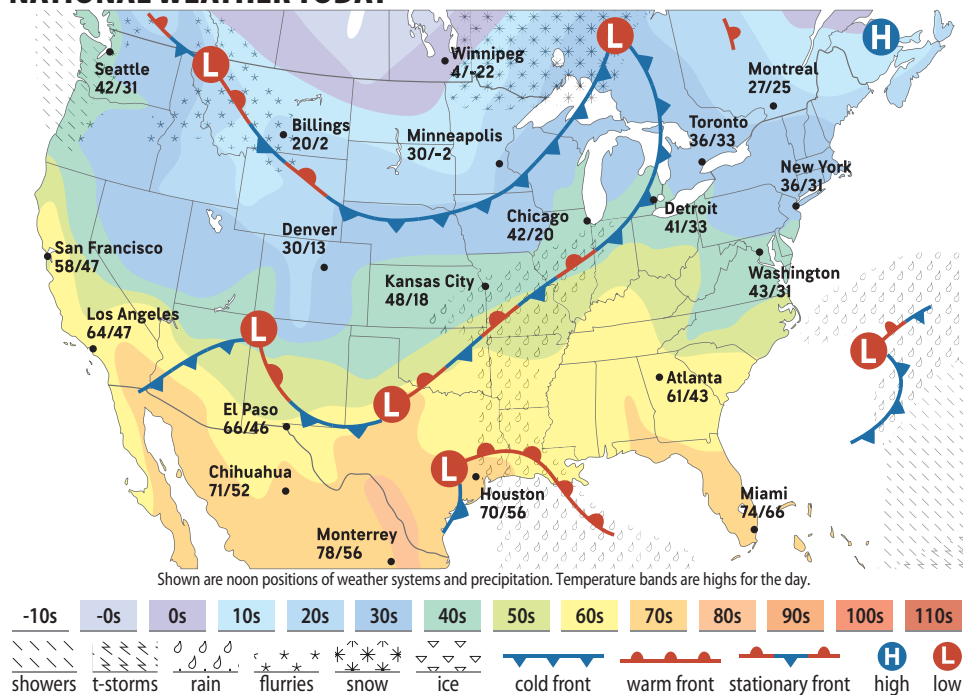 NATIONAL WEATHER TODAY
L
L
H
Winnipeg
4/-22
Seattle
42/31
Montreal
27/25
Billings
20/2
Minneapolis
30/-2
Toronto
36/33
New York
36/31
Denver
30/13
Chicago
42/20
Detroit
41/33
San Francisco
58/47
Kansas City
48/18
Washington
43/31
Los Angeles
64/47
L
L
L
Atlanta
61/43
El Paso
66/46
Chihuahua
71/52
L
Houston
70/56
Miami
74/66
Monterrey
78/56
Shown are noon positions of weather systems and precipitation. Temperature bands are highs for the day.
-10s -0s 0s 10s 20s 30s 40s 50s 60s 70s 80s 90s 100s 110s
H L
showers t-storms rain flurries snow ice cold front warm front stationary front high low